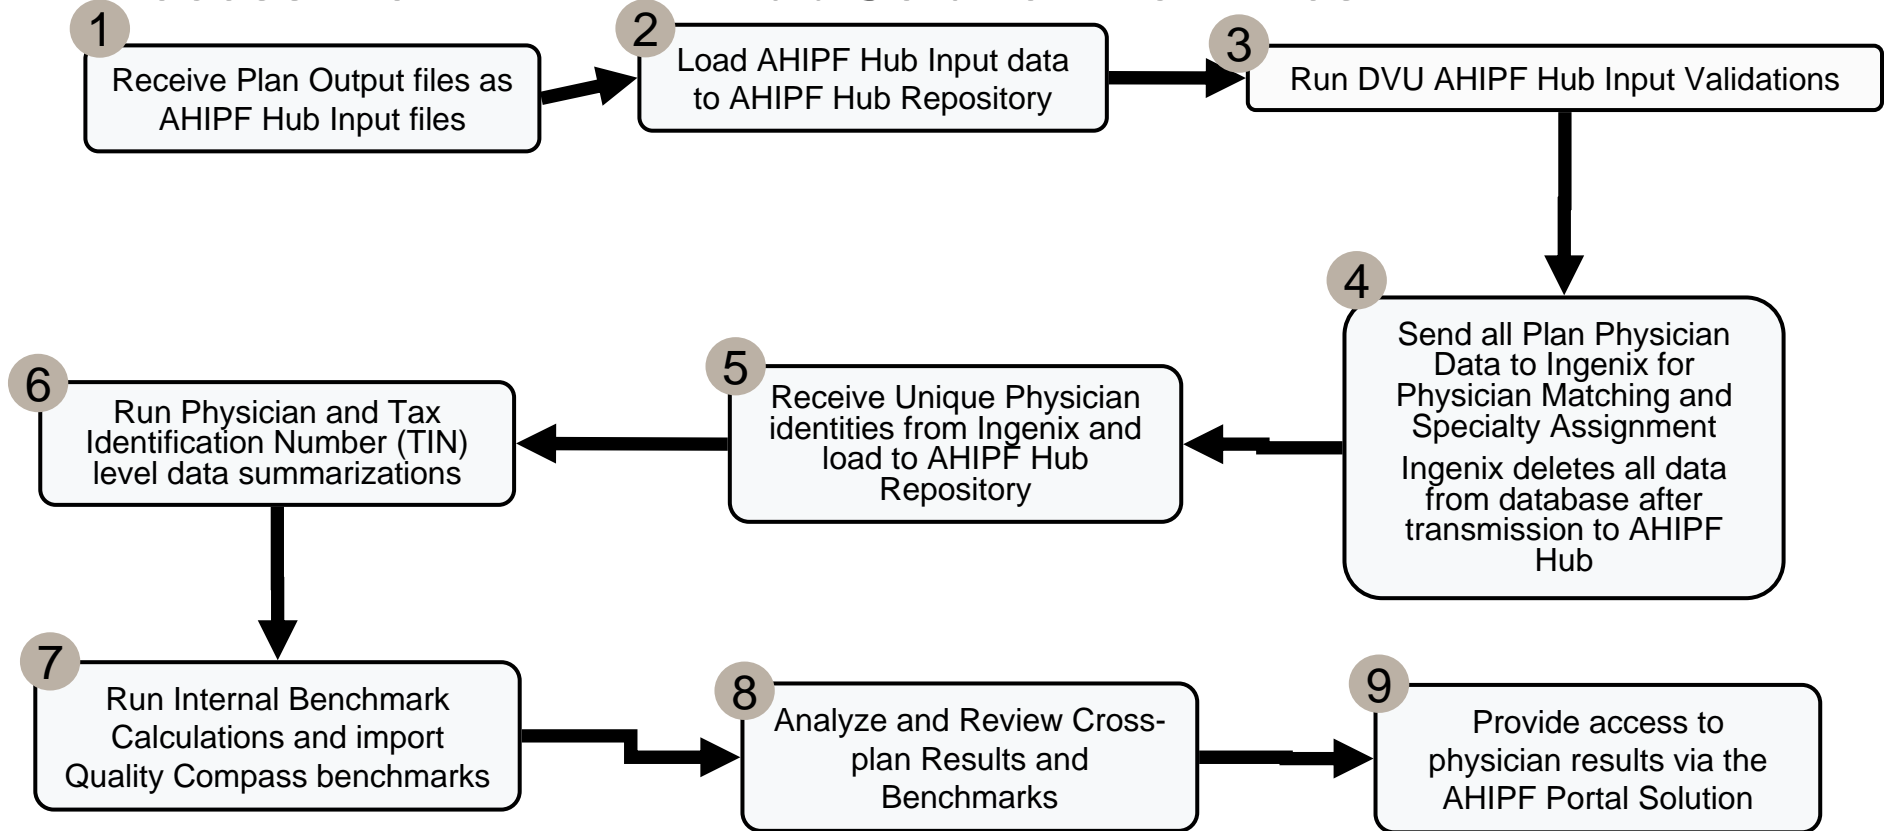 1
Receive Plan Output files as
AHIPF Hub Input files
2
Load AHIPF Hub Input data
to AHIPF Hub Repository
3
Run DVU AHIPF Hub Input Validations
4
Send all Plan Physician
Data to Ingenix for
Physician Matching and
Specialty Assignment
Ingenix deletes all data
from database after
transmission to AHIPF
Hub
5
Receive Unique Physician
identities from Ingenix and
load to AHIPF Hub
Repository
6
Run Physician and Tax
Identification Number (TIN)
level data summarizations
7
Run Internal Benchmark
Calculations and import
Quality Compass benchmarks
8
Analyze and Review Cross-
plan Results and
Benchmarks
9
Provide access to
physician results via the
AHIPF Portal Solution